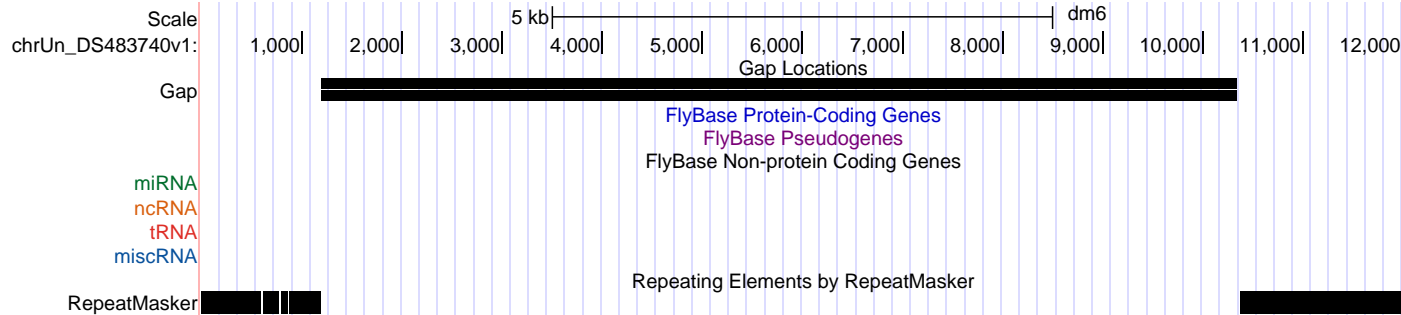 Scale 5 kb dm6
chrUn_DS483740v1: 1,000 2,000 3,000 4,000 5,000 6,000 7,000 8,000 9,000 10,000 11,000 12,000
Gap Locations
Gap
FlyBase Protein-Coding Genes
FlyBase Pseudogenes
FlyBase Non-protein Coding Genes
miRNA
ncRNA
tRNA
miscRNA
Repeating Elements by RepeatMasker
RepeatMasker